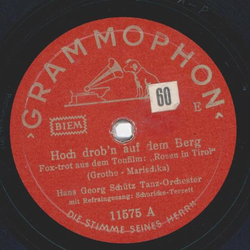 GRAMMOPHON
60
E
BIEM
Hoch drob'n auf dem Berg
Fox-trot aus dem Tonfilm: „Rosen in Tirol"
(Grothe - Marischka)
Hans Georg Schütz Tanz-Orchester
mit Refraingesang: Schuricke-Terzett
11575 A
DIE STIMME SEINES HERRN